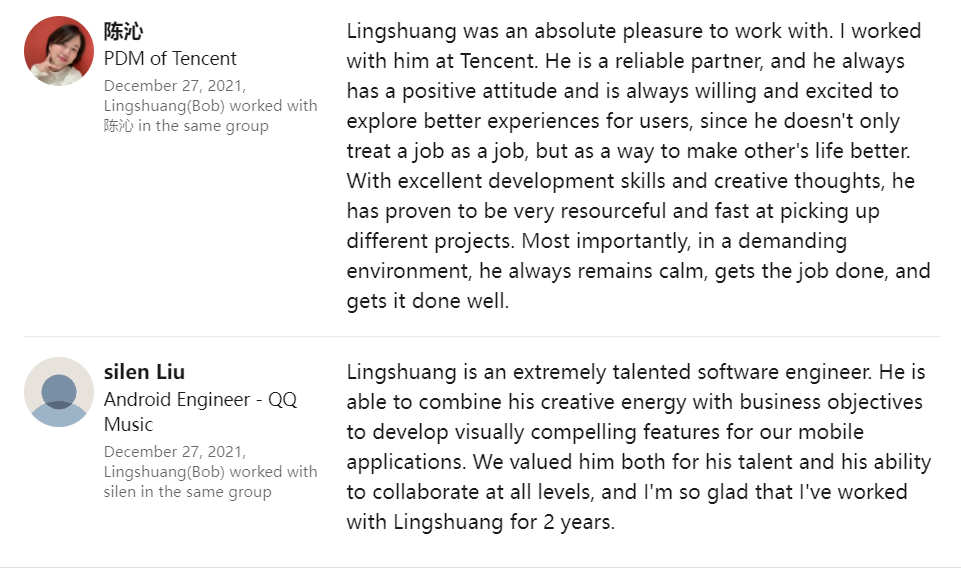 陈沁
PDM of Tencent
December 27, 2021,
Lingshuang(Bob) worked with
陈沁 in the same group
Lingshuang was an absolute pleasure to work with. I worked
with him at Tencent. He is a reliable partner, and he always
has a positive attitude and is always willing and excited to
explore better experiences for users, since he doesn't only
treat a job as a job, but as a way to make other's life better.
With excellent development skills and creative thoughts, he
has proven to be very resourceful and fast at picking up
different projects. Most importantly, in a demanding
environment, he always remains calm, gets the job done, and
gets it done well.
silen Liu
Android Engineer - QQ
Music
December 27, 2021,
Lingshuang(Bob) worked with
silen in the same group
Lingshuang is an extremely talented software engineer. He is
able to combine his creative energy with business objectives
to develop visually compelling features for our mobile
applications. We valued him both for his talent and his ability
to collaborate at all levels, and I'm so glad that I've worked
with Lingshuang for 2 years.